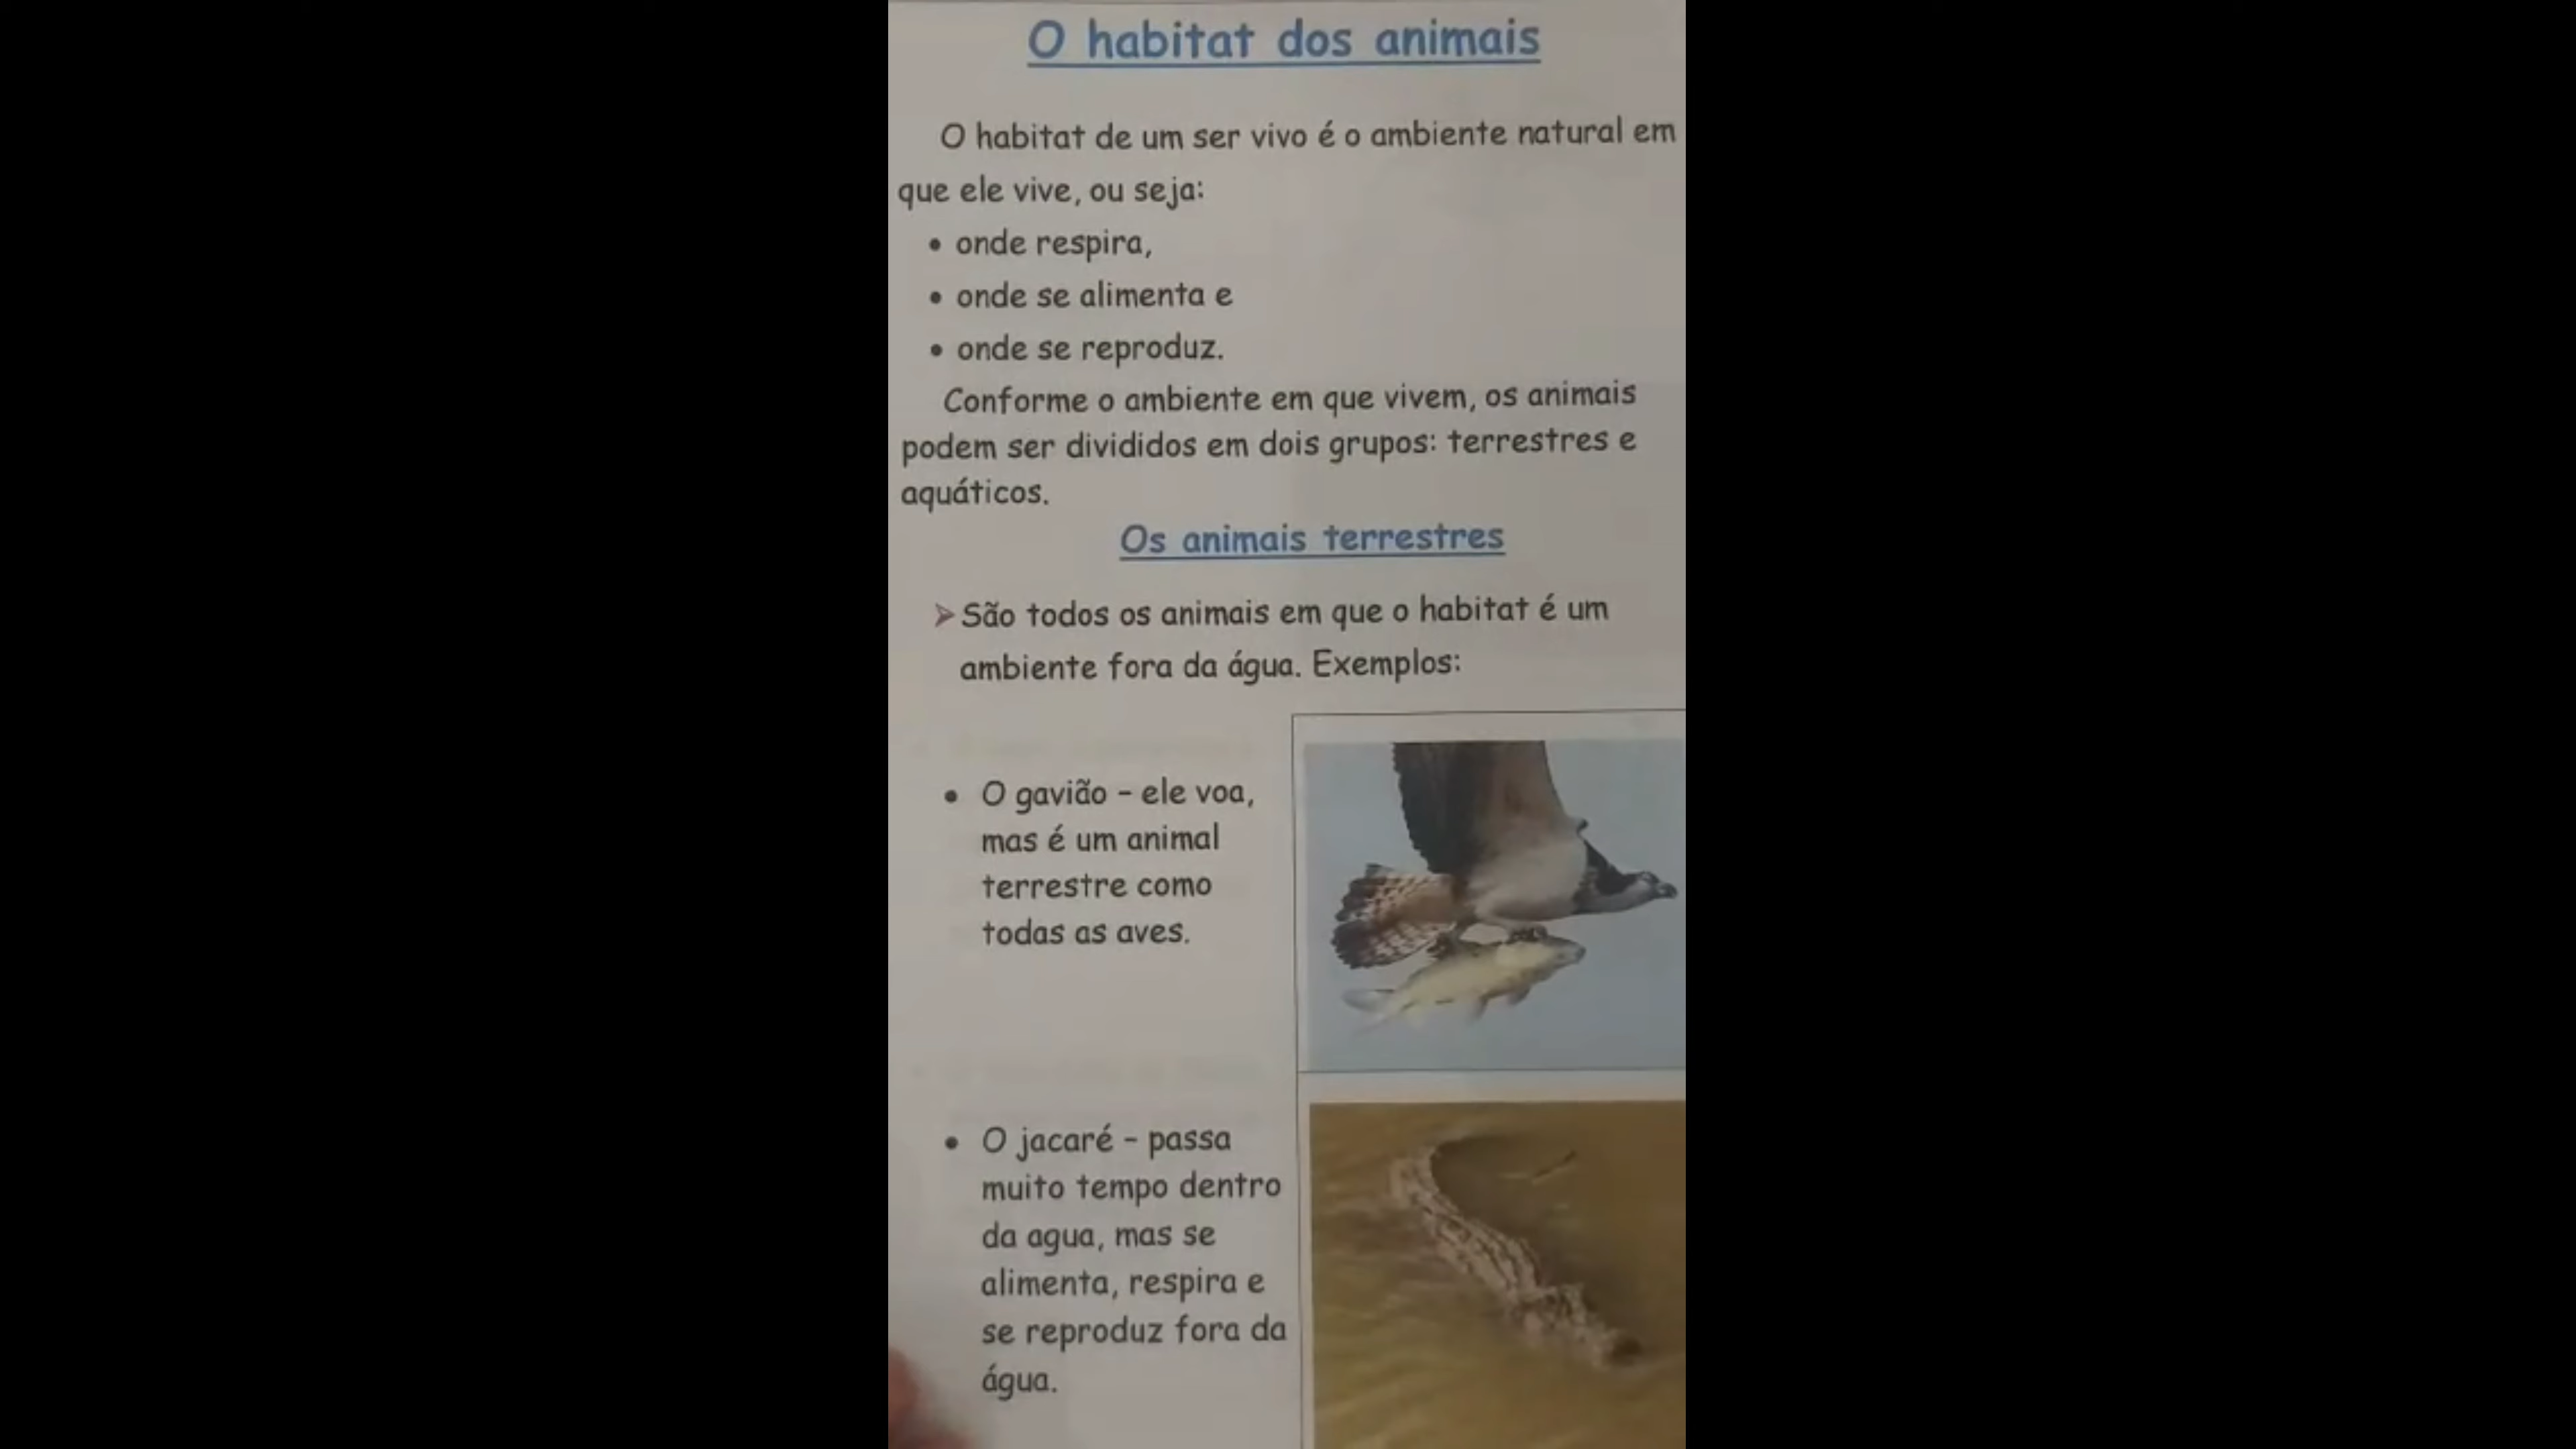 O habitat dos animais
O habitat de um ser vivo é o ambiente natural em
que ele vive, ou seja:
• onde respira,
• onde se alimenta e
• onde se reproduz.
Conforme o ambiente em que vivem, os animais
podem ser divididos em dois grupos: terrestres e
aquáticos.
Os animais terrestres
➢ São todos os animais em que o habitat é um
ambiente fora da água. Exemplos:
• O gavião – ele voa,
mas é um animal
terrestre como
todas as aves.
• O jacaré – passa
muito tempo dentro
da agua, mas se
alimenta, respira e
se reproduz fora da
água.